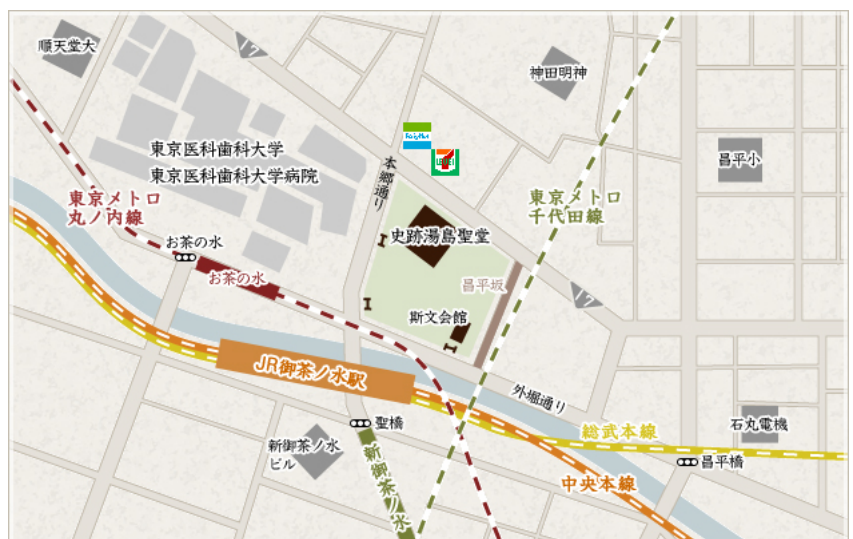 順天堂大
17
神田明神
FamilyMart
7
ELEVEn
東京医科歯科大学
東京医科歯科大学病院
本郷通り
昌平小
東京メトロ
丸ノ内線
東京メトロ
千代田線
史跡湯島聖堂
お茶の水
お茶の水
昌平坂
17
斯文会館
JR御茶ノ水駅
外堀通り
聖橋
総武本線
石丸電機
新御茶ノ水
ビル
新御茶ノ水
中央本線
昌平橋